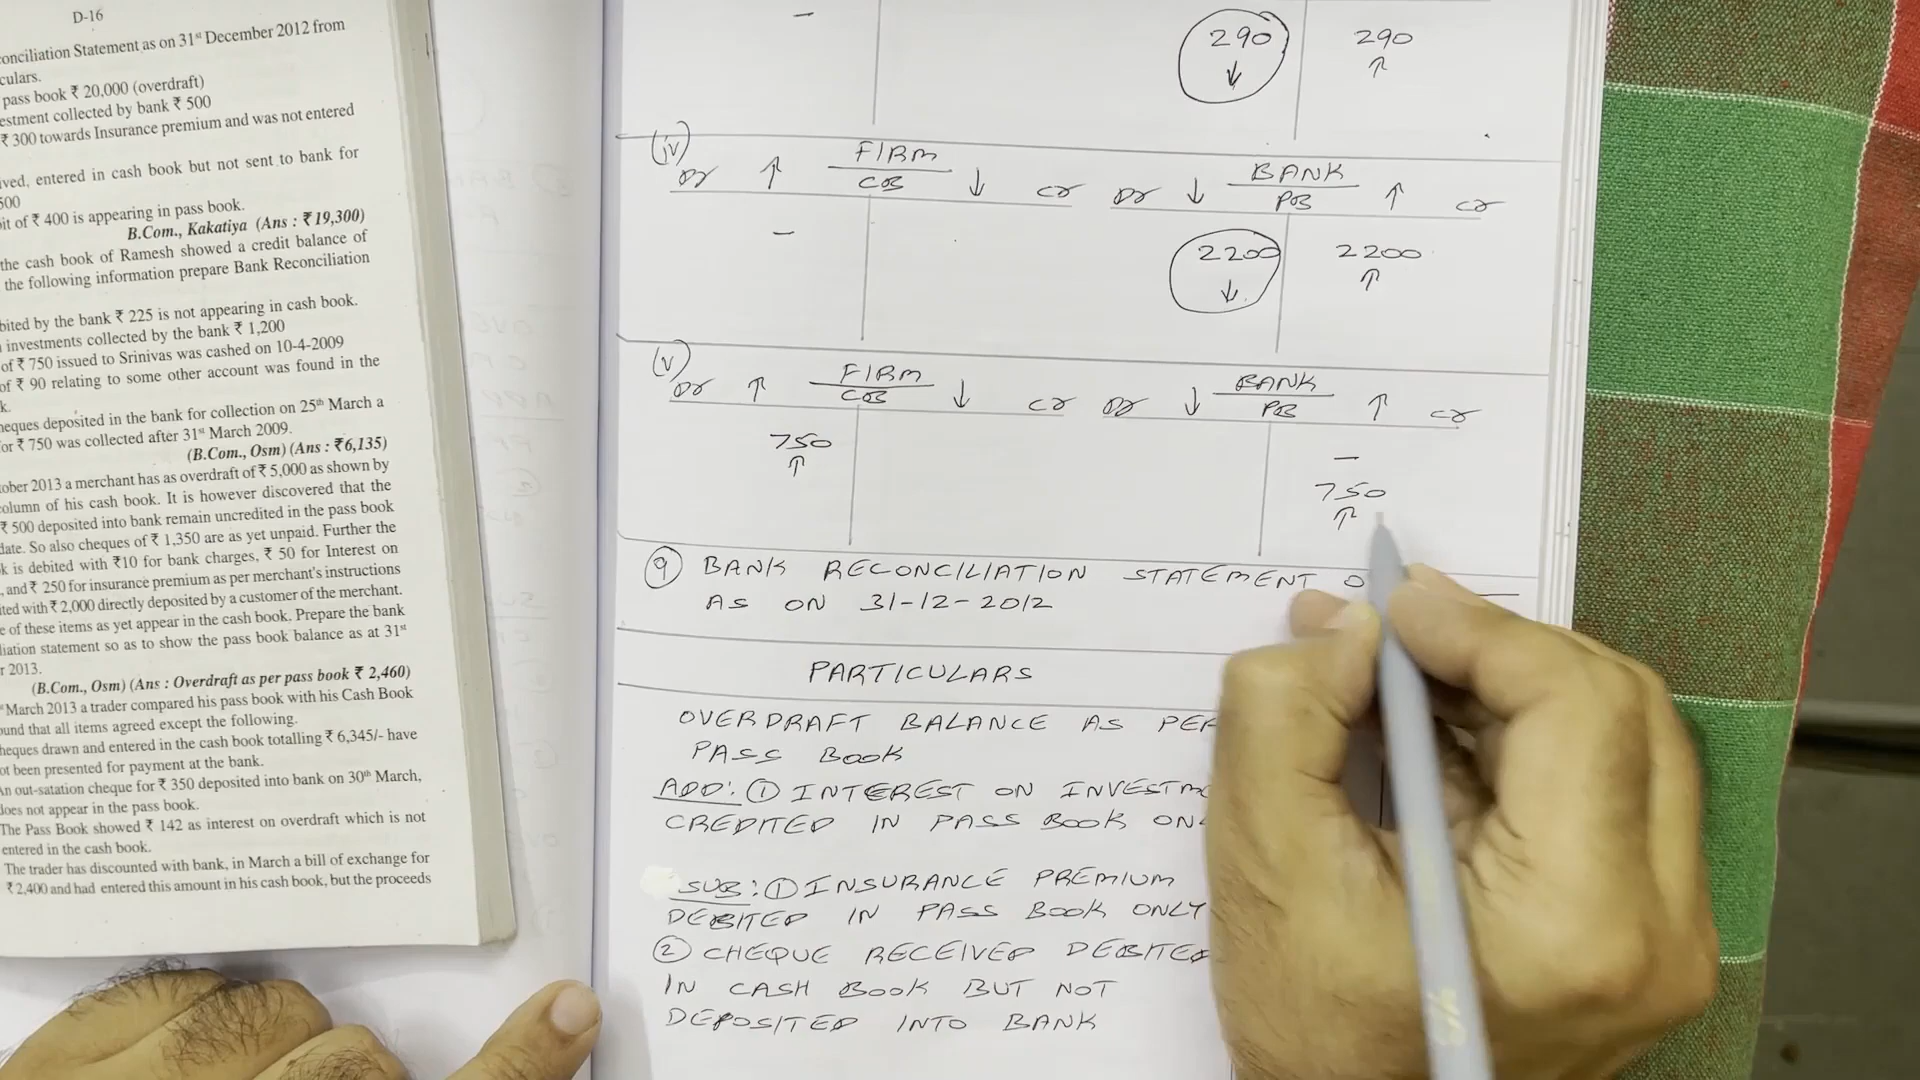 D-16
onciliation Statement as on 31st December 2012 from
culars.
pass book ₹ 20,000 (overdraft)
estment collected by bank ₹ 500
₹ 300 towards Insurance premium and was not entered
ved, entered in cash book but not sent to bank for
500
it of ₹ 400 is appearing in pass book.
B.Com., Kakatiya (Ans : ₹19,300)
the cash book of Ramesh showed a credit balance of
the following information prepare Bank Reconciliation
bited by the bank ₹ 225 is not appearing in cash book.
investments collected by the bank ₹ 1,200
of ₹ 750 issued to Srinivas was cashed on 10-4-2009
of ₹ 90 relating to some other account was found in the
k.
heques deposited in the bank for collection on 25th March a
or ₹ 750 was collected after 31st March 2009.
(B.Com., Osm) (Ans : ₹6,135)
ober 2013 a merchant has as overdraft of ₹ 5,000 as shown by
olumn of his cash book. It is however discovered that the
₹ 500 deposited into bank remain uncredited in the pass book
date. So also cheques of ₹ 1,350 are as yet unpaid. Further the
k is debited with ₹10 for bank charges, ₹ 50 for Interest on
, and ₹ 250 for insurance premium as per merchant's instructions
ited with ₹ 2,000 directly deposited by a customer of the merchant.
e of these items as yet appear in the cash book. Prepare the bank
liation statement so as to show the pass book balance as at 31st
r 2013.
(B.Com., Osm) (Ans : Overdraft as per pass book ₹ 2,460)
March 2013 a trader compared his pass book with his Cash Book
ound that all items agreed except the following.
heques drawn and entered in the cash book totalling ₹ 6,345/- have
ot been presented for payment at the bank.
An out-satation cheque for ₹ 350 deposited into bank on 30th March,
does not appear in the pass book.
The Pass Book showed ₹ 142 as interest on overdraft which is not
entered in the cash book.
The trader has discounted with bank, in March a bill of exchange for
₹ 2,400 and had entered this amount in his cash book, but the proceeds
— 290 ↓ 290 ↑
(iv)
Dr ↑ FIRM ↓ Cr Dr ↓ BANK ↑ Cr
CB PB
— 2200 ↓ 2200 ↑
(v)
Dr ↑ FIRM ↓ Cr Dr ↓ BANK ↑ Cr
CB PB
750 ↑ —
750 ↑
9 BANK RECONCILIATION STATEMENT O
AS ON 31-12-2012
PARTICULARS
OVERDRAFT BALANCE AS PER
PASS BOOK
ADD: ① INTEREST ON INVESTM
CREDITED IN PASS BOOK ON
SUB: ① INSURANCE PREMIUM
DEBITED IN PASS BOOK ONLY
② CHEQUE RECEIVED DEBITED
IN CASH BOOK BUT NOT
DEPOSITED INTO BANK